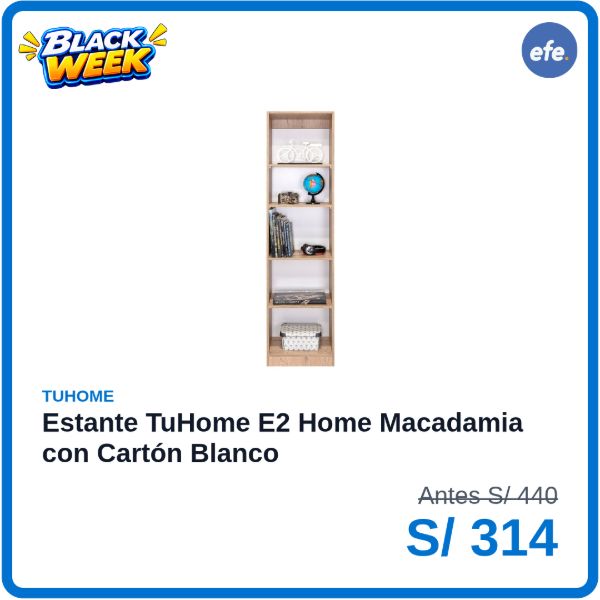 BLACK
WEEK
efe.
TUHOME
Estante TuHome E2 Home Macadamia
con Cartón Blanco
Antes S/ 440
S/ 314